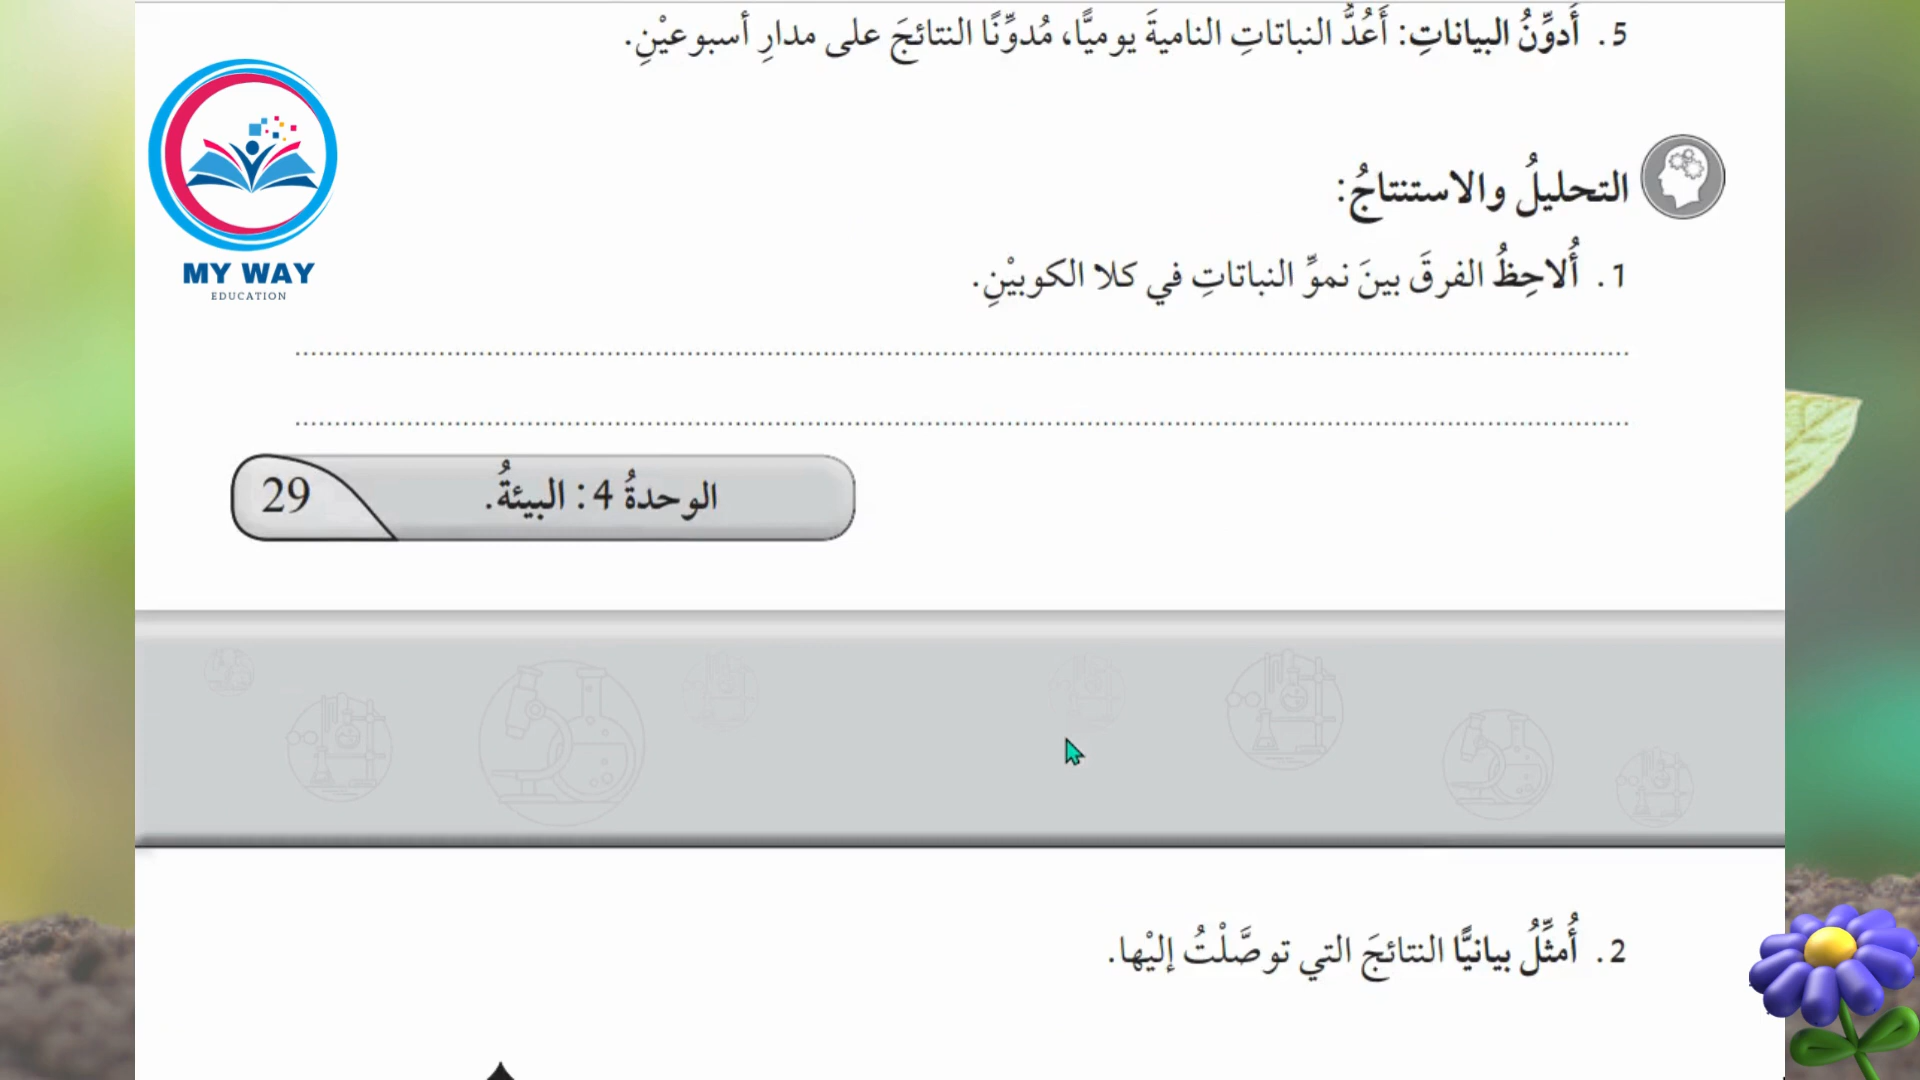 5. أَدوِّنُ البياناتِ: أَعُدُّ النباتاتِ الناميةَ يوميًّا، مُدوِّنًا النتائجَ على مدارِ أسبوعيْنِ.
MY WAY
EDUCATION
التحليلُ والاستنتاجُ:
1. أُلاحِظُ الفرقَ بينَ نموِّ النباتاتِ في كلا الكوبيْنِ.
الوحدةُ 4: البيئةُ.
29
2. أُمثِّلُ بيانيًّا النتائجَ التي توصَّلْتُ إليْها.